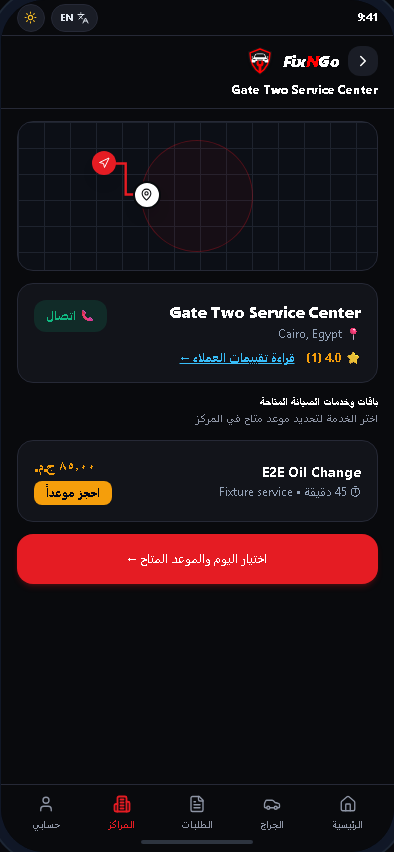 9:41
EN
FixNGo
Gate Two Service Center
Gate Two Service Center
اتصال
Cairo, Egypt
4.0 (1) قراءة تقييمات العملاء ←
باقات وخدمات الصيانة المتاحة
اختر الخدمة لتحديد موعد متاح في المركز
E2E Oil Change
٨٥٫٠٠ ج.م.
45 دقيقة • Fixture service
احجز موعداً
اختيار اليوم والموعد المتاح ←
الرئيسية
الجراج
الطلبات
المراكز
حسابي